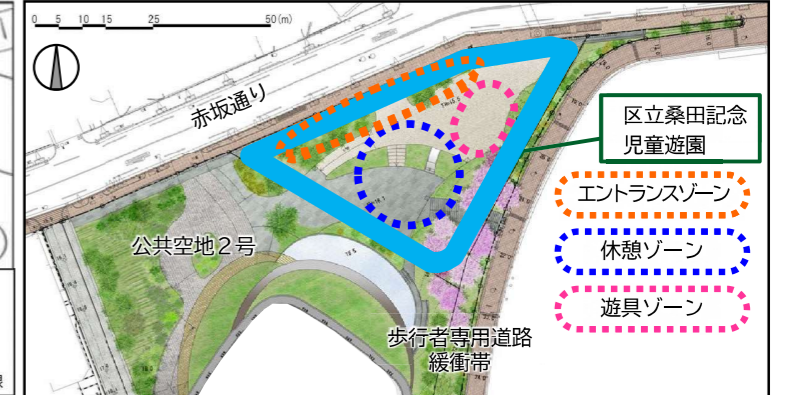 0 5 10 15 25 50(m)
赤坂通り
区立桑田記念
児童遊園
エントランスゾーン
公共空地2号
休憩ゾーン
遊具ゾーン
歩行者専用道路
緩衝帯